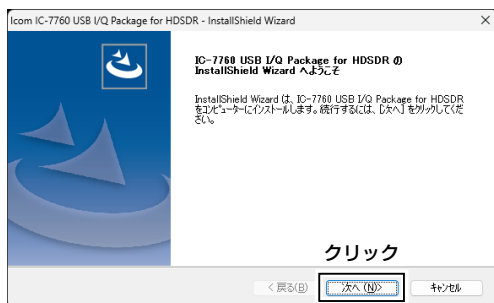 Icom IC-7760 USB I/Q Package for HDSDR - InstallShield Wizard
IC-7760 USB I/Q Package for HDSDR の
InstallShield Wizard へようこそ
InstallShield Wizard は、IC-7760 USB I/Q Package for HDSDR
をコンピューターにインストールします。続行するには、[次へ] をクリックしてくだ
さい。
クリック
< 戻る(B)
次へ (N)>
キャンセル